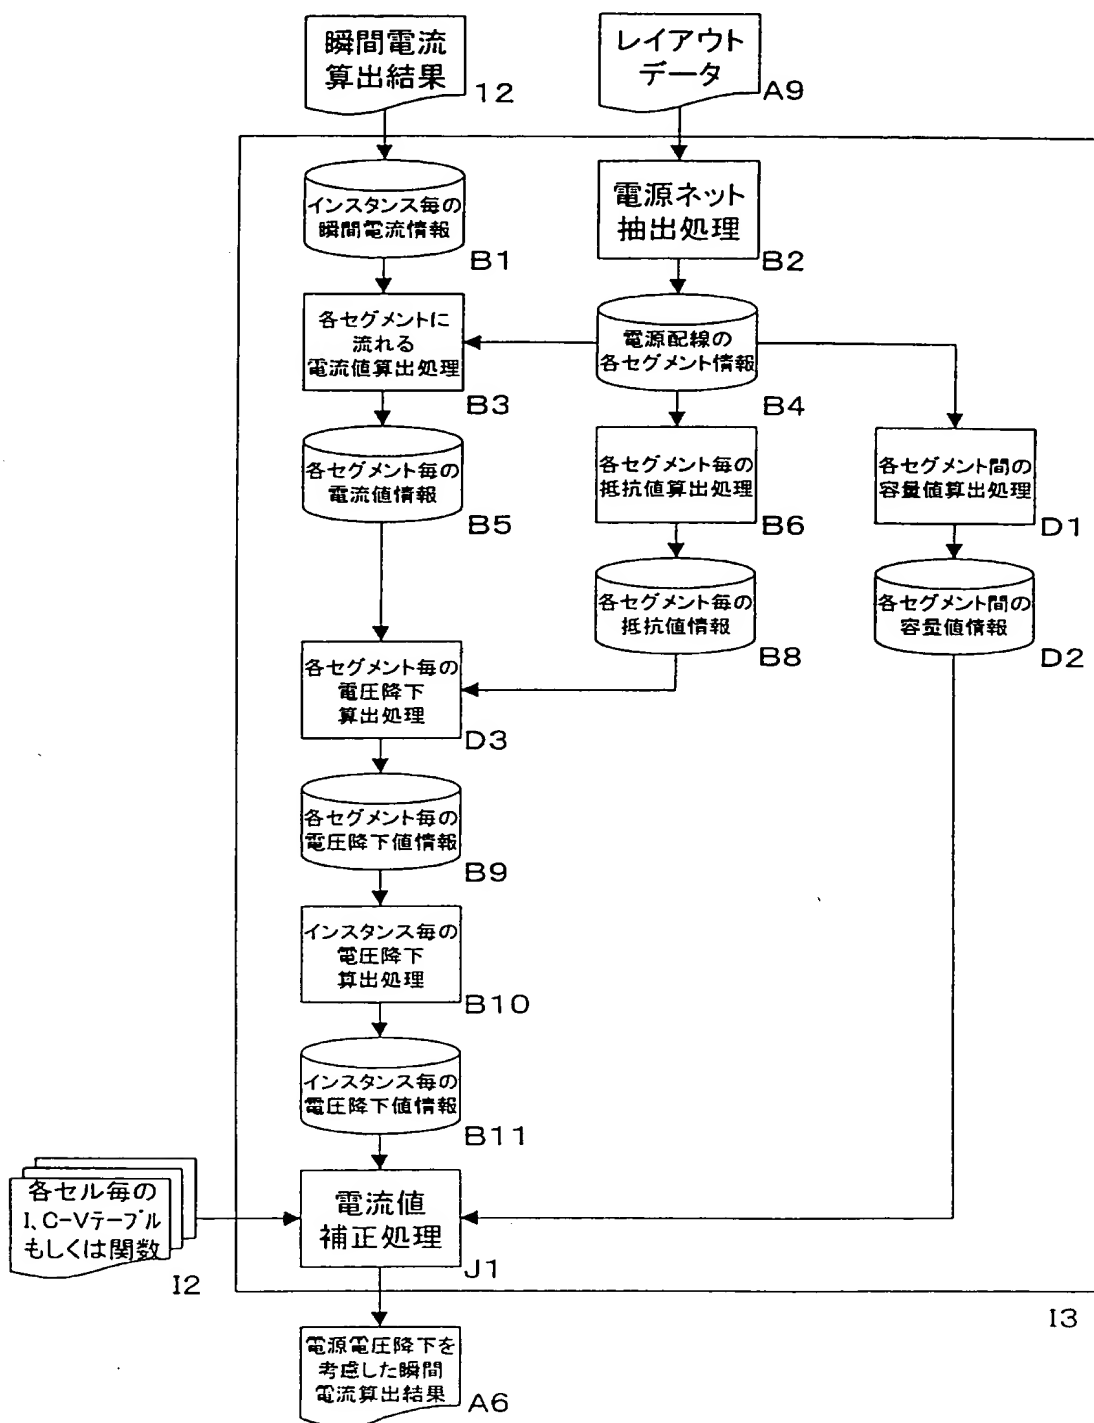 瞬間電流
算出結果
12
レイアウト
データ
A9
インスタンス毎の
瞬間電流情報
B1
電源ネット
抽出処理
B2
各セグメントに
流れる
電流値算出処理
B3
電源配線の
各セグメント情報
B4
各セグメント毎の
電流値情報
B5
各セグメント毎の
抵抗値算出処理
B6
各セグメント間の
容量値算出処理
D1
各セグメント毎の
抵抗値情報
B8
各セグメント間の
容量値情報
D2
各セグメント毎の
電圧降下
算出処理
D3
各セグメント毎の
電圧降下値情報
B9
インスタンス毎の
電圧降下
算出処理
B10
インスタンス毎の
電圧降下値情報
B11
各セル毎の
I、C-Vテーブル
もしくは関数
I2
電流値
補正処理
J1
I3
電源電圧降下を
考慮した瞬間
電流算出結果
A6